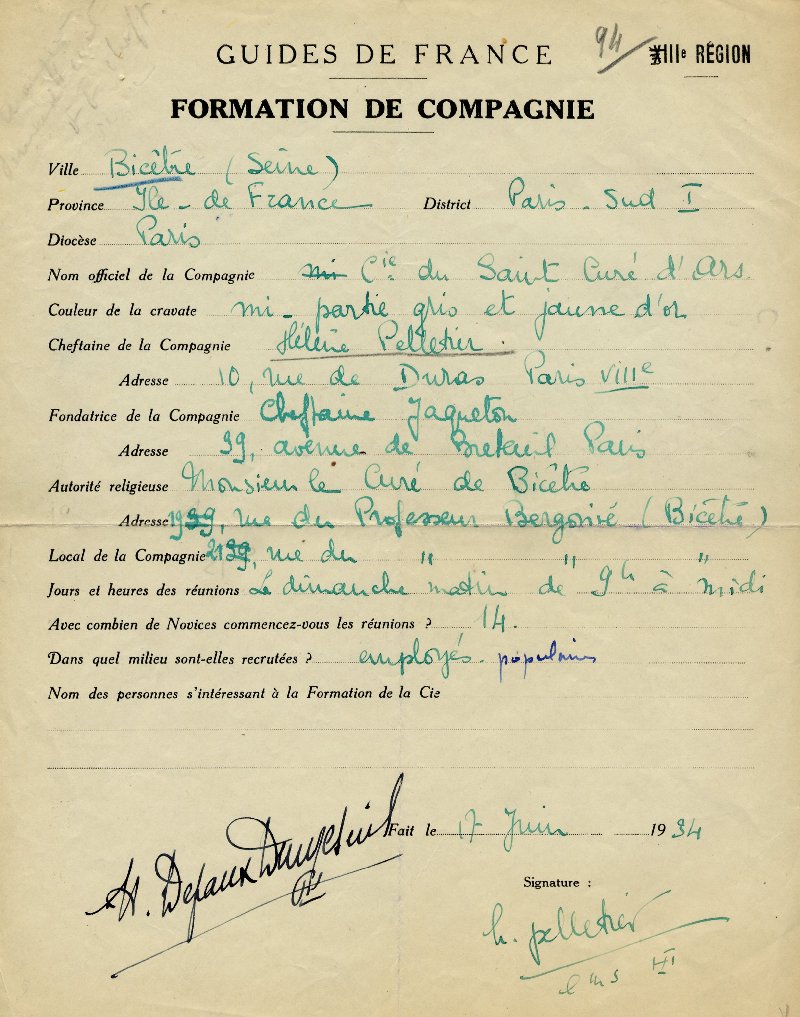 GUIDES DE FRANCE
94
IIIe RÉGION
FORMATION DE COMPAGNIE
Ville Bicêtre (Seine)
Province Ile-de France District Paris-Sud I
Diocèse Paris
Nom officiel de la Compagnie Cie du Saint Curé d'Ars
Couleur de la cravate mi-partie gris et jaune d'or
Cheftaine de la Compagnie Hélène Pelletier.
Adresse 10, rue de Duras Paris VIIIe
Fondatrice de la Compagnie Cheftaine Jaqueton
Adresse 39, avenue de Breteuil Paris
Autorité religieuse Monsieur le Curé de Bicêtre
Adresse 19, rue du Professeur Bergonié (Bicêtre)
Local de la Compagnie 21, rue du " " "
Jours et heures des réunions Le dimanche matin de 9h à midi
Avec combien de Novices commencez-vous les réunions ? 14.
Dans quel milieu sont-elles recrutées ? employés. populaires
Nom des personnes s'intéressant à la Formation de la Cie
Fait le 17 Juin 1934
H. Defaux
Signature :
h. pelletier